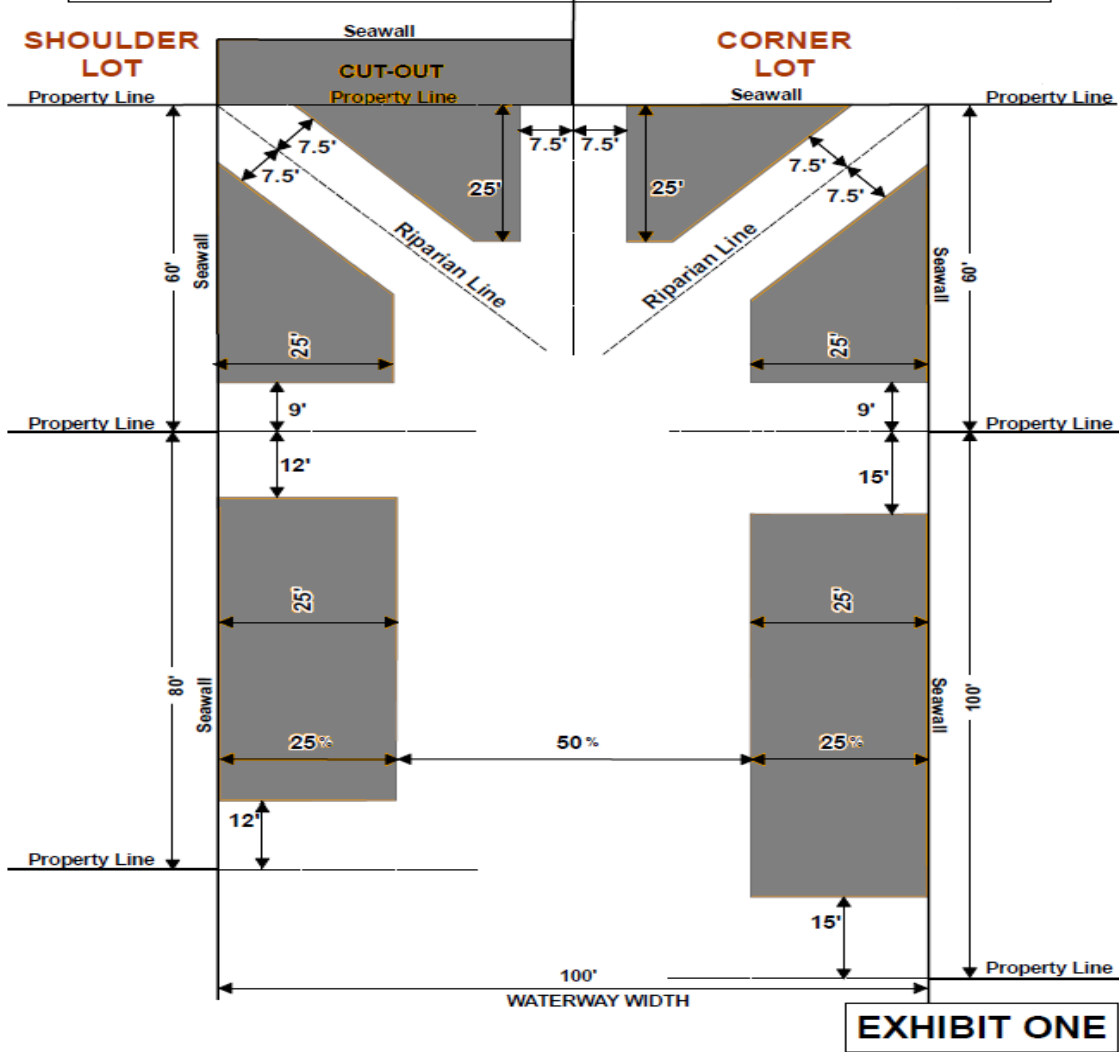 Seawall
SHOULDER
LOT
CORNER
LOT
CUT-OUT
Property Line
Property Line
Seawall
Property Line
7.5'
7.5'
7.5'
7.5'
7.5'
7.5'
25'
25'
Riparian Line
Riparian Line
60'
Seawall
Seawall
60'
25'
25'
9'
9'
Property Line
Property Line
12'
15'
25'
25'
80'
Seawall
Seawall
100'
25%
50%
25%
12'
Property Line
15'
Property Line
100'
WATERWAY WIDTH
EXHIBIT ONE